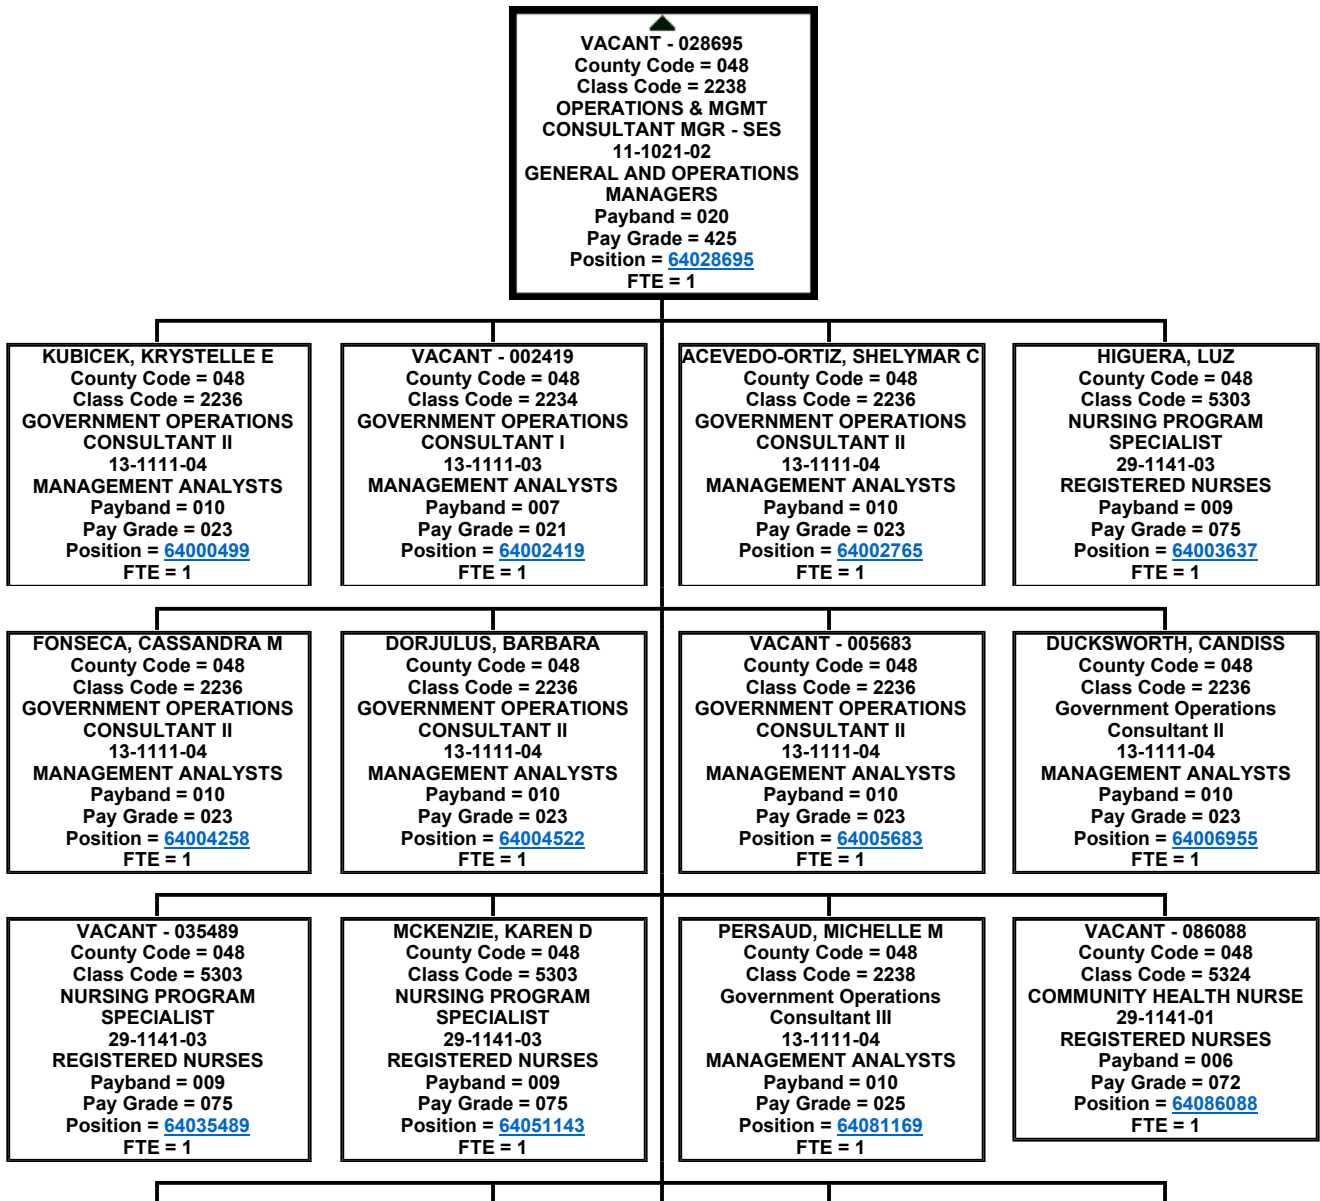 VACANT - 028695
County Code = 048
Class Code = 2238
OPERATIONS & MGMT
CONSULTANT MGR - SES
11-1021-02
GENERAL AND OPERATIONS
MANAGERS
Payband = 020
Pay Grade = 425
Position = 64028695
FTE = 1
KUBICEK, KRYSTELLE E
County Code = 048
Class Code = 2236
GOVERNMENT OPERATIONS
CONSULTANT II
13-1111-04
MANAGEMENT ANALYSTS
Payband = 010
Pay Grade = 023
Position = 64000499
FTE = 1
VACANT - 002419
County Code = 048
Class Code = 2234
GOVERNMENT OPERATIONS
CONSULTANT I
13-1111-03
MANAGEMENT ANALYSTS
Payband = 007
Pay Grade = 021
Position = 64002419
FTE = 1
ACEVEDO-ORTIZ, SHELYMAR C
County Code = 048
Class Code = 2236
GOVERNMENT OPERATIONS
CONSULTANT II
13-1111-04
MANAGEMENT ANALYSTS
Payband = 010
Pay Grade = 023
Position = 64002765
FTE = 1
HIGUERA, LUZ
County Code = 048
Class Code = 5303
NURSING PROGRAM
SPECIALIST
29-1141-03
REGISTERED NURSES
Payband = 009
Pay Grade = 075
Position = 64003637
FTE = 1
FONSECA, CASSANDRA M
County Code = 048
Class Code = 2236
GOVERNMENT OPERATIONS
CONSULTANT II
13-1111-04
MANAGEMENT ANALYSTS
Payband = 010
Pay Grade = 023
Position = 64004258
FTE = 1
DORJULUS, BARBARA
County Code = 048
Class Code = 2236
GOVERNMENT OPERATIONS
CONSULTANT II
13-1111-04
MANAGEMENT ANALYSTS
Payband = 010
Pay Grade = 023
Position = 64004522
FTE = 1
VACANT - 005683
County Code = 048
Class Code = 2236
GOVERNMENT OPERATIONS
CONSULTANT II
13-1111-04
MANAGEMENT ANALYSTS
Payband = 010
Pay Grade = 023
Position = 64005683
FTE = 1
DUCKSWORTH, CANDISS
County Code = 048
Class Code = 2236
Government Operations
Consultant II
13-1111-04
MANAGEMENT ANALYSTS
Payband = 010
Pay Grade = 023
Position = 64006955
FTE = 1
VACANT - 035489
County Code = 048
Class Code = 5303
NURSING PROGRAM
SPECIALIST
29-1141-03
REGISTERED NURSES
Payband = 009
Pay Grade = 075
Position = 64035489
FTE = 1
MCKENZIE, KAREN D
County Code = 048
Class Code = 5303
NURSING PROGRAM
SPECIALIST
29-1141-03
REGISTERED NURSES
Payband = 009
Pay Grade = 075
Position = 64051143
FTE = 1
PERSAUD, MICHELLE M
County Code = 048
Class Code = 2238
Government Operations
Consultant III
13-1111-04
MANAGEMENT ANALYSTS
Payband = 010
Pay Grade = 025
Position = 64081169
FTE = 1
VACANT - 086088
County Code = 048
Class Code = 5324
COMMUNITY HEALTH NURSE
29-1141-01
REGISTERED NURSES
Payband = 006
Pay Grade = 072
Position = 64086088
FTE = 1